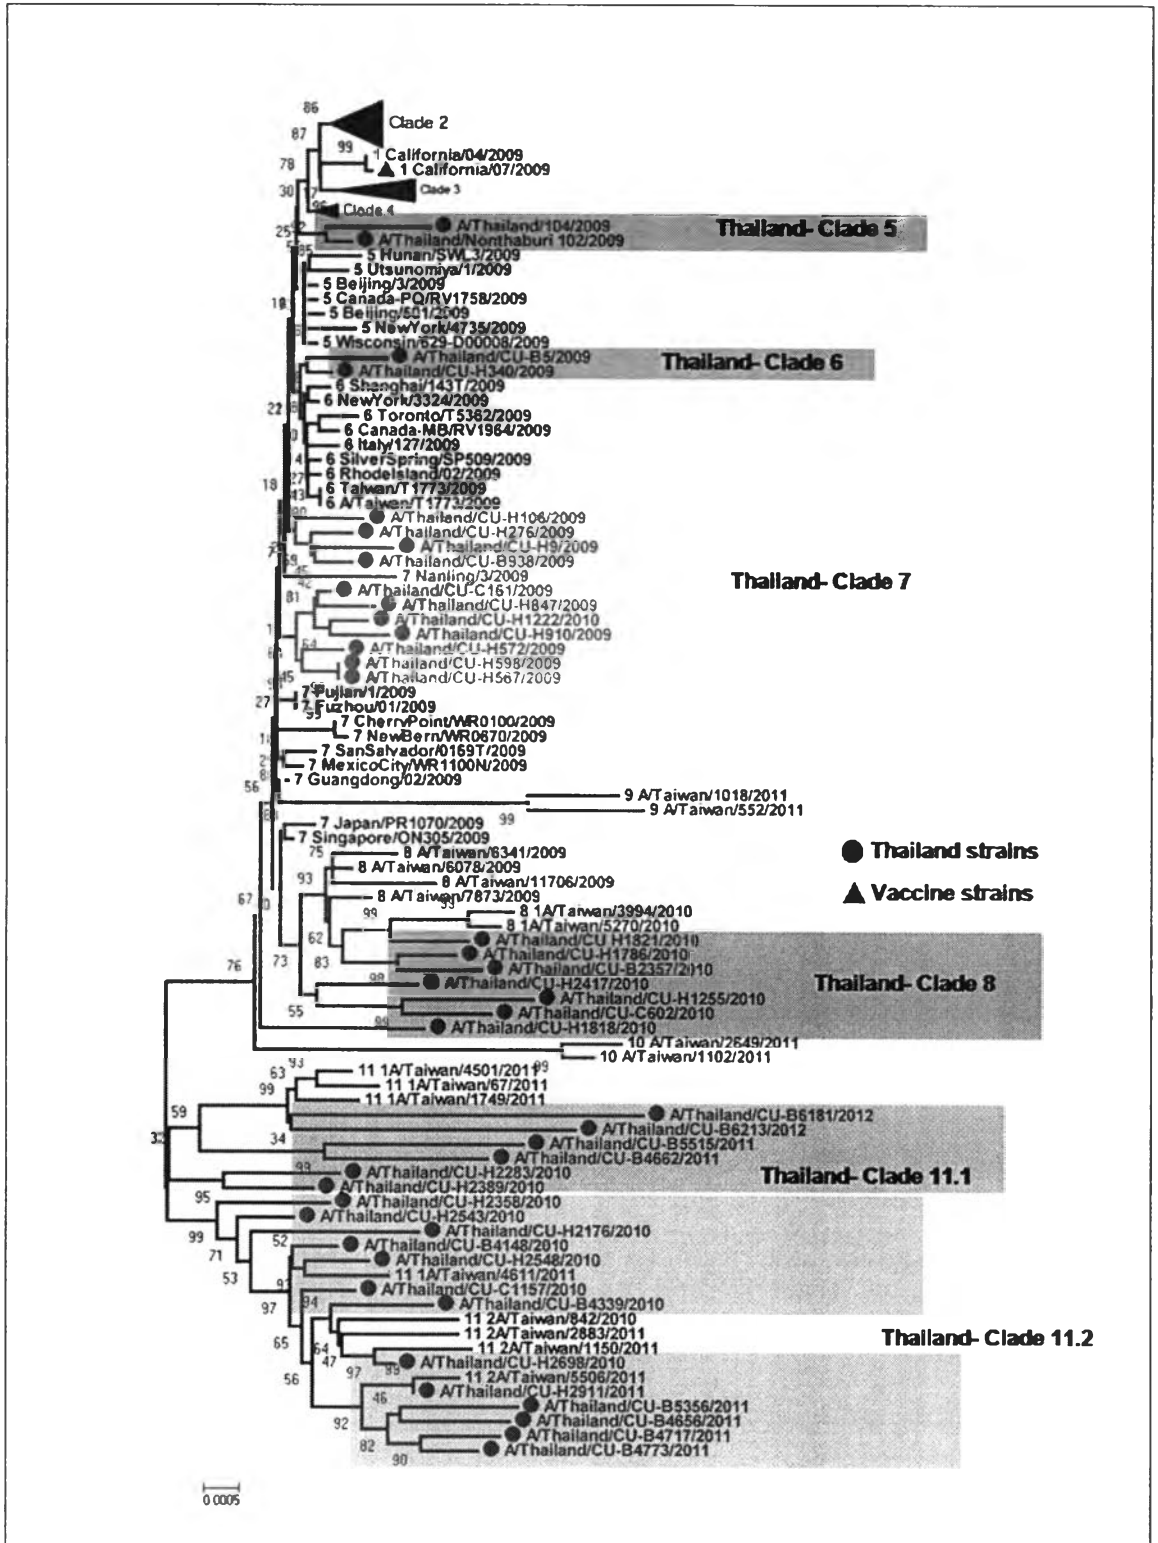 86
Clade 2
87
99
1 California/04/2009
78
1 California/07/2009
30
Clade 3
Clade 4
A/Thailand/104/2009
Thailand- Clade 5
25
A/Thailand/Nonthaburi 102/2009
85
5 Hunan/SWL3/2009
5 Utsunomiya/1/2009
5 Beijing/3/2009
5 Canada-PQ/RV1758/2009
5 Beijing/501/2009
5 NewYork/4735/2009
5 Wisconsin/629-D00008/2009
A/Thailand/CU-B5/2009
Thailand- Clade 6
A/Thailand/CU-H340/2009
6 Shanghai/143T/2009
22
6 NewYork/3324/2009
6 Toronto/T5362/2009
6 Canada-MB/RV1964/2009
6 Italy/127/2009
6 SilverSpring/SP509/2009
6 RhodeIsland/02/2009
18
6 Taiwan/T1773/2009
6 A/Taiwan/T1773/2009
A/Thailand/CU-H106/2009
A/Thailand/CU-H276/2009
A/Thailand/CU-H9/2009
A/Thailand/CU-B938/2009
7 Nanjing/3/2009
Thailand- Clade 7
A/Thailand/CU-C161/2009
81
A/Thailand/CU-H847/2009
A/Thailand/CU-H1222/2010
A/Thailand/CU-H910/2009
64
A/Thailand/CU-H572/2009
A/Thailand/CU-H598/2009
45
A/Thailand/CU-H567/2009
7 Fujian/1/2009
27
7 Fuzhou/01/2009
99
7 CherryPoint/WR0100/2009
7 NewBern/WR0670/2009
7 SanSalvador/0169T/2009
7 MexicoCity/WR1100N/2009
7 Guangdong/02/2009
56
9 A/Taiwan/1018/2011
9 A/Taiwan/552/2011
99
7 Japan/PR1070/2009
7 Singapore/ON305/2009
75
8 A/Taiwan/6341/2009
Thailand strains
8 A/Taiwan/6078/2009
93
8 A/Taiwan/11706/2009
Vaccine strains
67
8 A/Taiwan/7873/2009
99
8 1A/Taiwan/3994/2010
8 1A/Taiwan/5270/2010
62
A/Thailand/CU H1821/2010
A/Thailand/CU-H1786/2010
76
73
83
A/Thailand/CU-B2357/2010
98
A/Thailand/CU-H2417/2010
Thailand- Clade 8
A/Thailand/CU-H1255/2010
55
A/Thailand/CU-C602/2010
99
A/Thailand/CU-H1818/2010
10 A/Taiwan/2649/2011
10 A/Taiwan/1102/2011
99
93
63
11 1A/Taiwan/4501/2011
99
11 1A/Taiwan/67/2011
11 1A/Taiwan/1749/2011
59
A/Thailand/CU-B6181/2012
A/Thailand/CU-B6213/2012
34
A/Thailand/CU-B5515/2011
A/Thailand/CU-B4662/2011
99
A/Thailand/CU-H2283/2010
Thailand- Clade 11.1
A/Thailand/CU-H2389/2010
95
A/Thailand/CU-H2358/2010
A/Thailand/CU-H2543/2010
99
A/Thailand/CU-H2176/2010
52
A/Thailand/CU-B4148/2010
71
A/Thailand/CU-H2548/2010
53
11 1A/Taiwan/4611/2011
A/Thailand/CU-C1157/2010
97
94
A/Thailand/CU-B4339/2010
11 2A/Taiwan/842/2010
65
11 2A/Taiwan/2883/2011
Thailand- Clade 11.2
64
11 2A/Taiwan/1150/2011
47
A/Thailand/CU-H2698/2010
97
99
56
11 2A/Taiwan/5506/2011
46
A/Thailand/CU-H2911/2011
A/Thailand/CU-B5356/2011
92
A/Thailand/CU-B4656/2011
A/Thailand/CU-B4717/2011
82
A/Thailand/CU-B4773/2011
90
0.0005